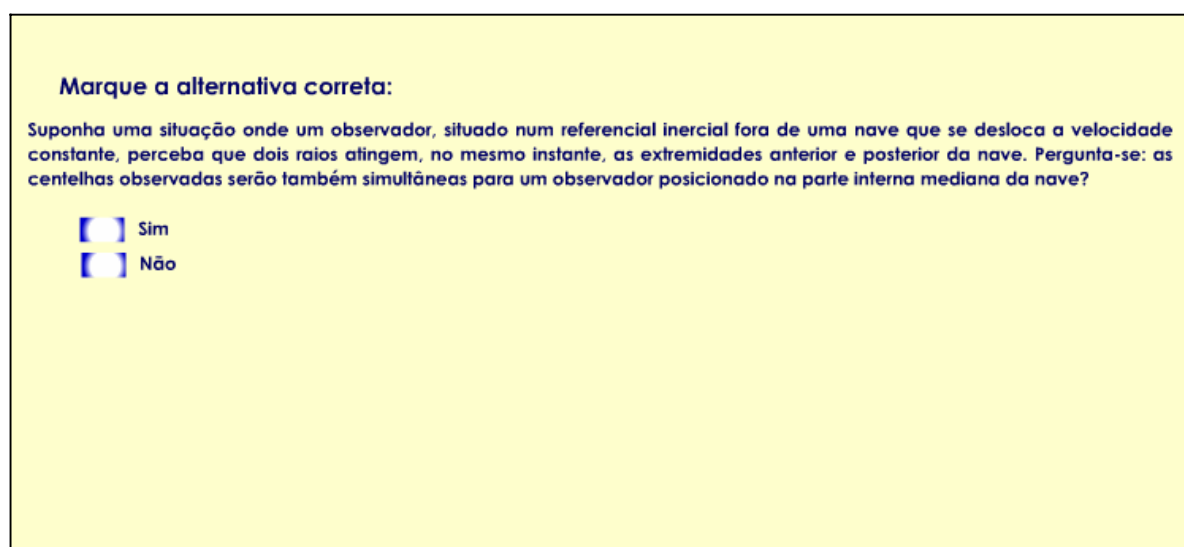 Marque a alternativa correta:
Suponha uma situação onde um observador, situado num referencial inercial fora de uma nave que se desloca a velocidade
constante, perceba que dois raios atingem, no mesmo instante, as extremidades anterior e posterior da nave. Pergunta-se: as
centelhas observadas serão também simultâneas para um observador posicionado na parte interna mediana da nave?
Sim
Não